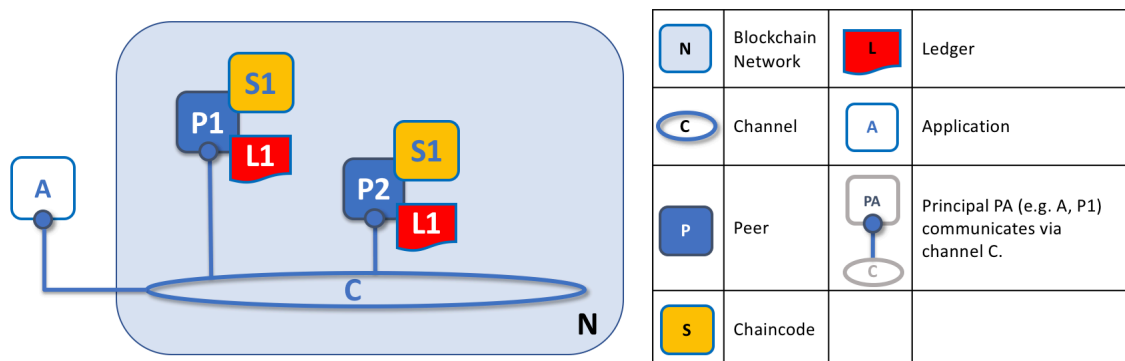 S1
P1
L1
S1
P2
L1
A
C
N
N
Blockchain
Network
L
Ledger
C
Channel
A
Application
P
Peer
PA
C
Principal PA (e.g. A, P1)
communicates via
channel C.
S
Chaincode